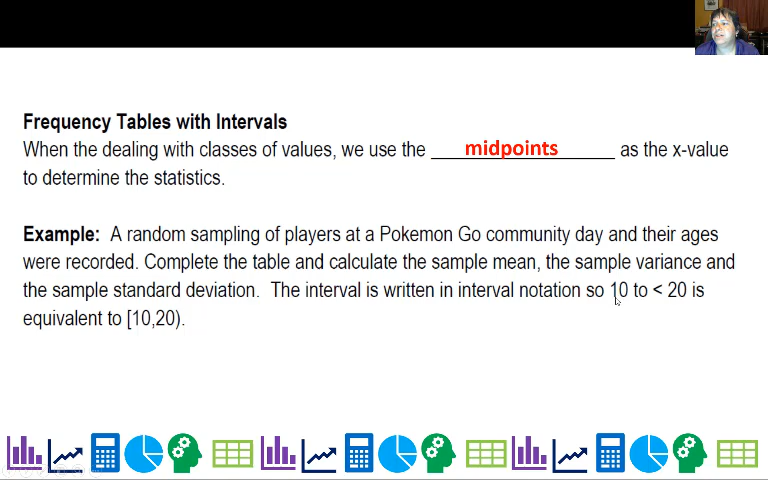 Frequency Tables with Intervals
When the dealing with classes of values, we use the midpoints as the x-value
to determine the statistics.
Example: A random sampling of players at a Pokemon Go community day and their ages
were recorded. Complete the table and calculate the sample mean, the sample variance and
the sample standard deviation. The interval is written in interval notation so 10 to < 20 is
equivalent to [10,20).